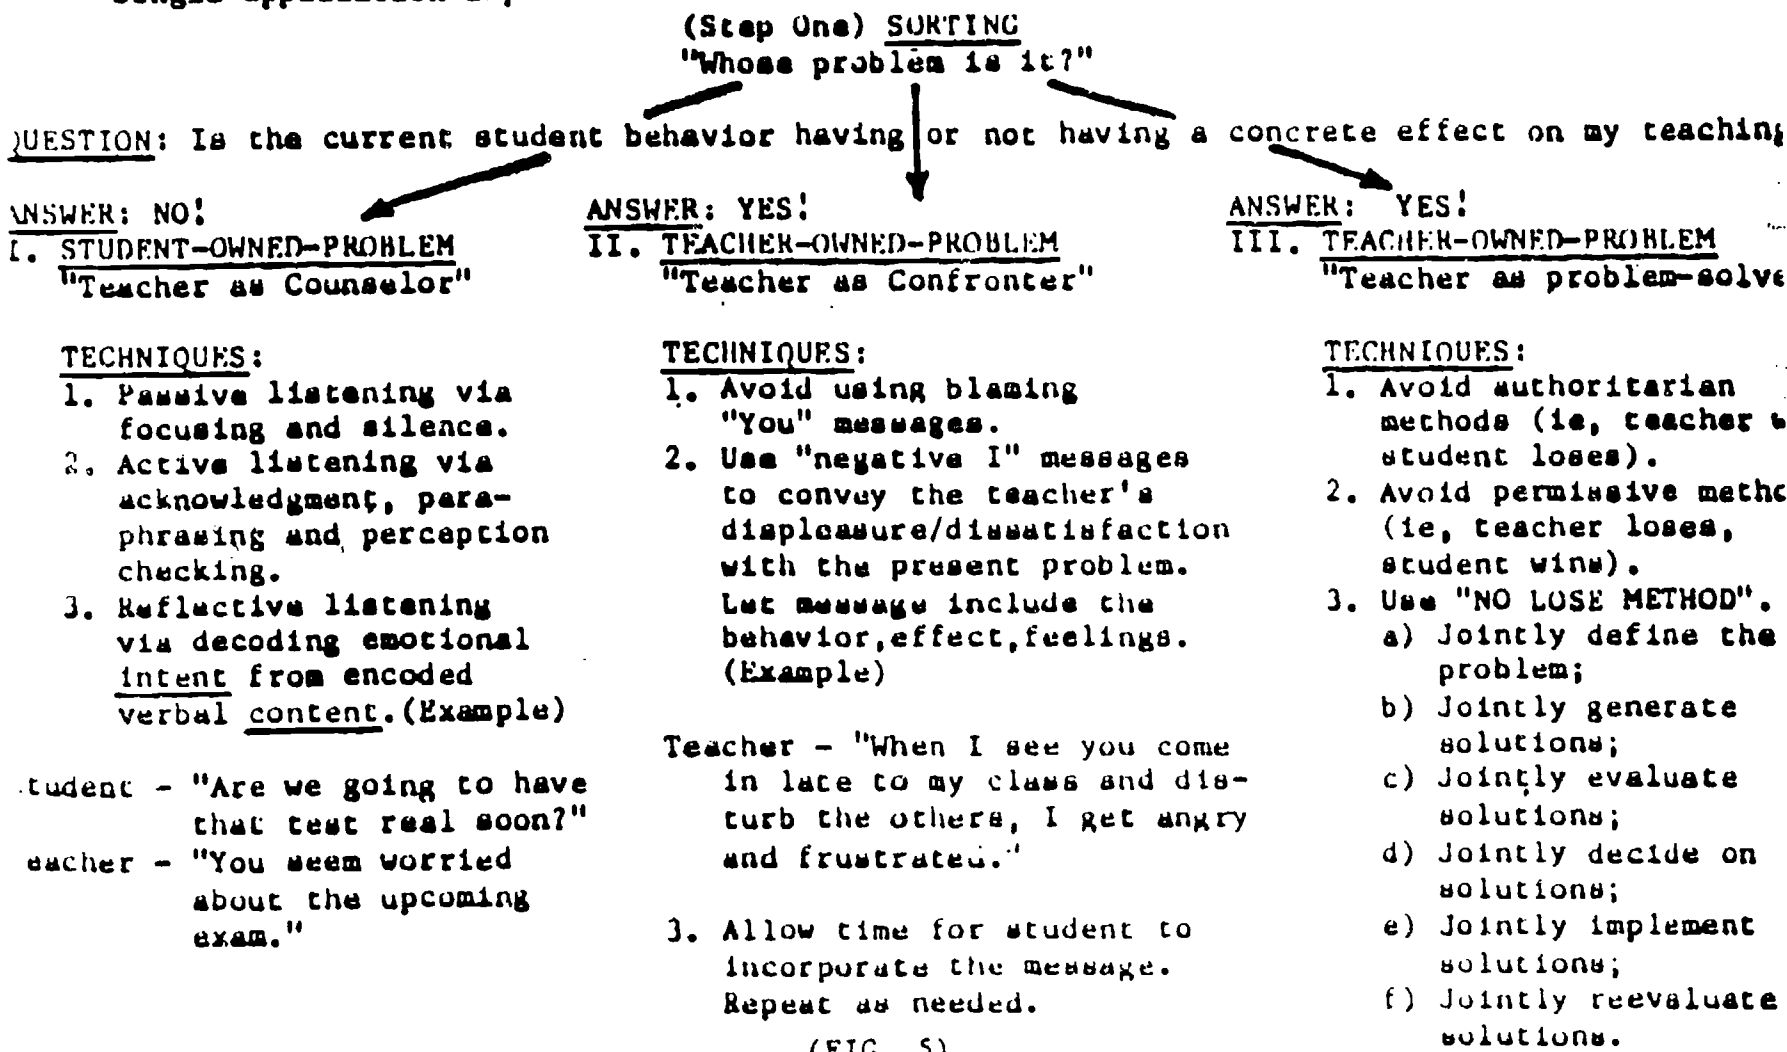 (Step One) SORTING
"Whose problem is it?"
QUESTION: Is the current student behavior having or not having a concrete effect on my teaching
ANSWER: NO!
I. STUDENT-OWNED-PROBLEM
"Teacher as Counselor"
TECHNIQUES:
1. Passive listening via
focusing and silence.
2. Active listening via
acknowledgment, para-
phrasing and perception
checking.
3. Reflective listening
via decoding emotional
intent from encoded
verbal content.(Example)
tudent - "Are we going to have
that test real soon?"
eacher - "You seem worried
about the upcoming
exam."
ANSWER: YES!
II. TEACHER-OWNED-PROBLEM
"Teacher as Confronter"
TECHNIQUES:
1. Avoid using blaming
"You" messages.
2. Use "negative I" messages
to convey the teacher's
displeasure/dissatisfaction
with the present problem.
Let message include the
behavior,effect,feelings.
(Example)
Teacher - "When I see you come
in late to my class and dis-
turb the others, I get angry
and frustrated."
3. Allow time for student to
incorporate the message.
Repeat as needed.
ANSWER: YES!
III. TEACHER-OWNED-PROBLEM
"Teacher as problem-solve
TECHNIQUES:
1. Avoid authoritarian
methods (ie, teacher
student loses).
2. Avoid permissive metho
(ie, teacher loses,
student wins).
3. Use "NO LOSE METHOD".
a) Jointly define the
problem;
b) Jointly generate
solutions;
c) Jointly evaluate
solutions;
d) Jointly decide on
solutions;
e) Jointly implement
solutions;
f) Jointly reevaluate
solutions.
(FIG. 5)